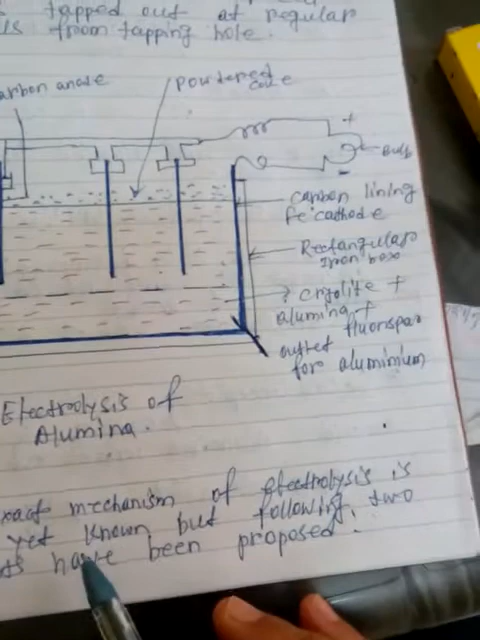 tapped out at regular
is from tapping hole.
carbon anode
powdered coke
+
Bulb
-
carbon lining
Fe cathode
Rectangular
iron box
cryolite +
alumina +
fluorspar
outlet
for aluminium
Electrolysis of
Alumina.
exact mechanism of electrolysis is
yet known but following two
have been proposed.